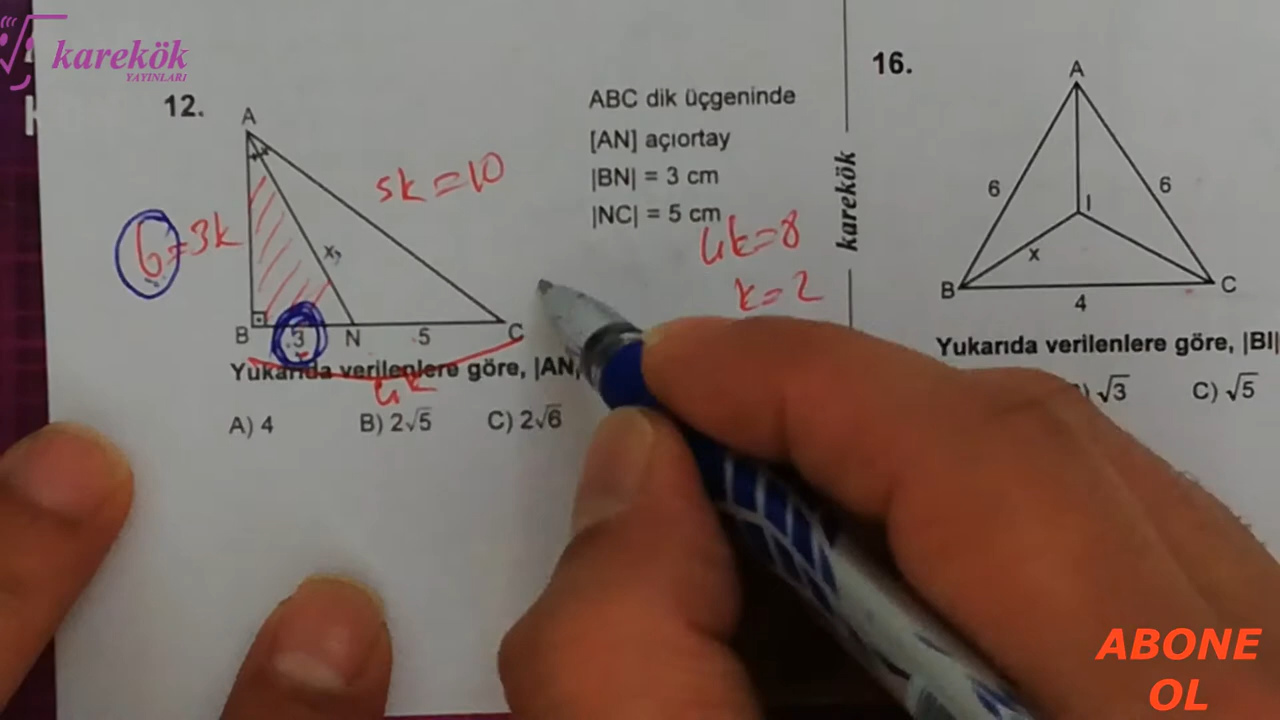 karekök
YAYINLARI
12.
A
B
N
C
3
5
x
6=3k
5k=10
4k
ABC dik üçgeninde
[AN] açıortay
|BN| = 3 cm
|NC| = 5 cm
4k=8
k=2
Yukarıda verilenlere göre, |AN|
A) 4
B) 2√5
C) 2√6
karekök
16.
A
6
6
I
x
B
C
4
Yukarıda verilenlere göre, |BI|
) √3
C) √5
ABONE
OL